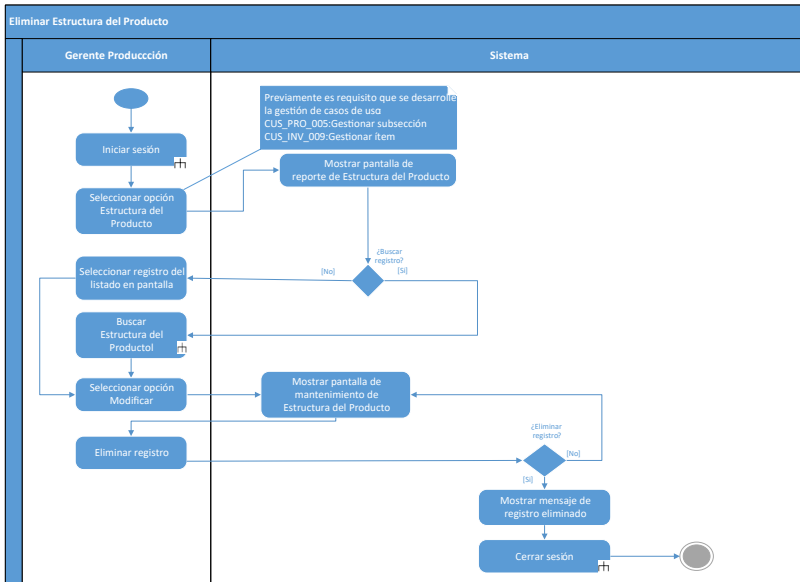 Eliminar Estructura del Producto
Gerente Produccción
Sistema
Previamente es requisito que se desarrolle
la gestión de casos de uso
CUS_PRO_005:Gestionar subsección
CUS_INV_009:Gestionar ítem
Iniciar sesión
Mostrar pantalla de
reporte de Estructura del Producto
Seleccionar opción
Estructura del
Producto
¿Buscar
registro?
[No]
[Sí]
Seleccionar registro del
listado en pantalla
Buscar
Estructura del
Productol
Seleccionar opción
Modificar
Mostrar pantalla de
mantenimiento de
Estructura del Producto
¿Eliminar
registro?
Eliminar registro
[No]
[Sí]
Mostrar mensaje de
registro eliminado
Cerrar sesión